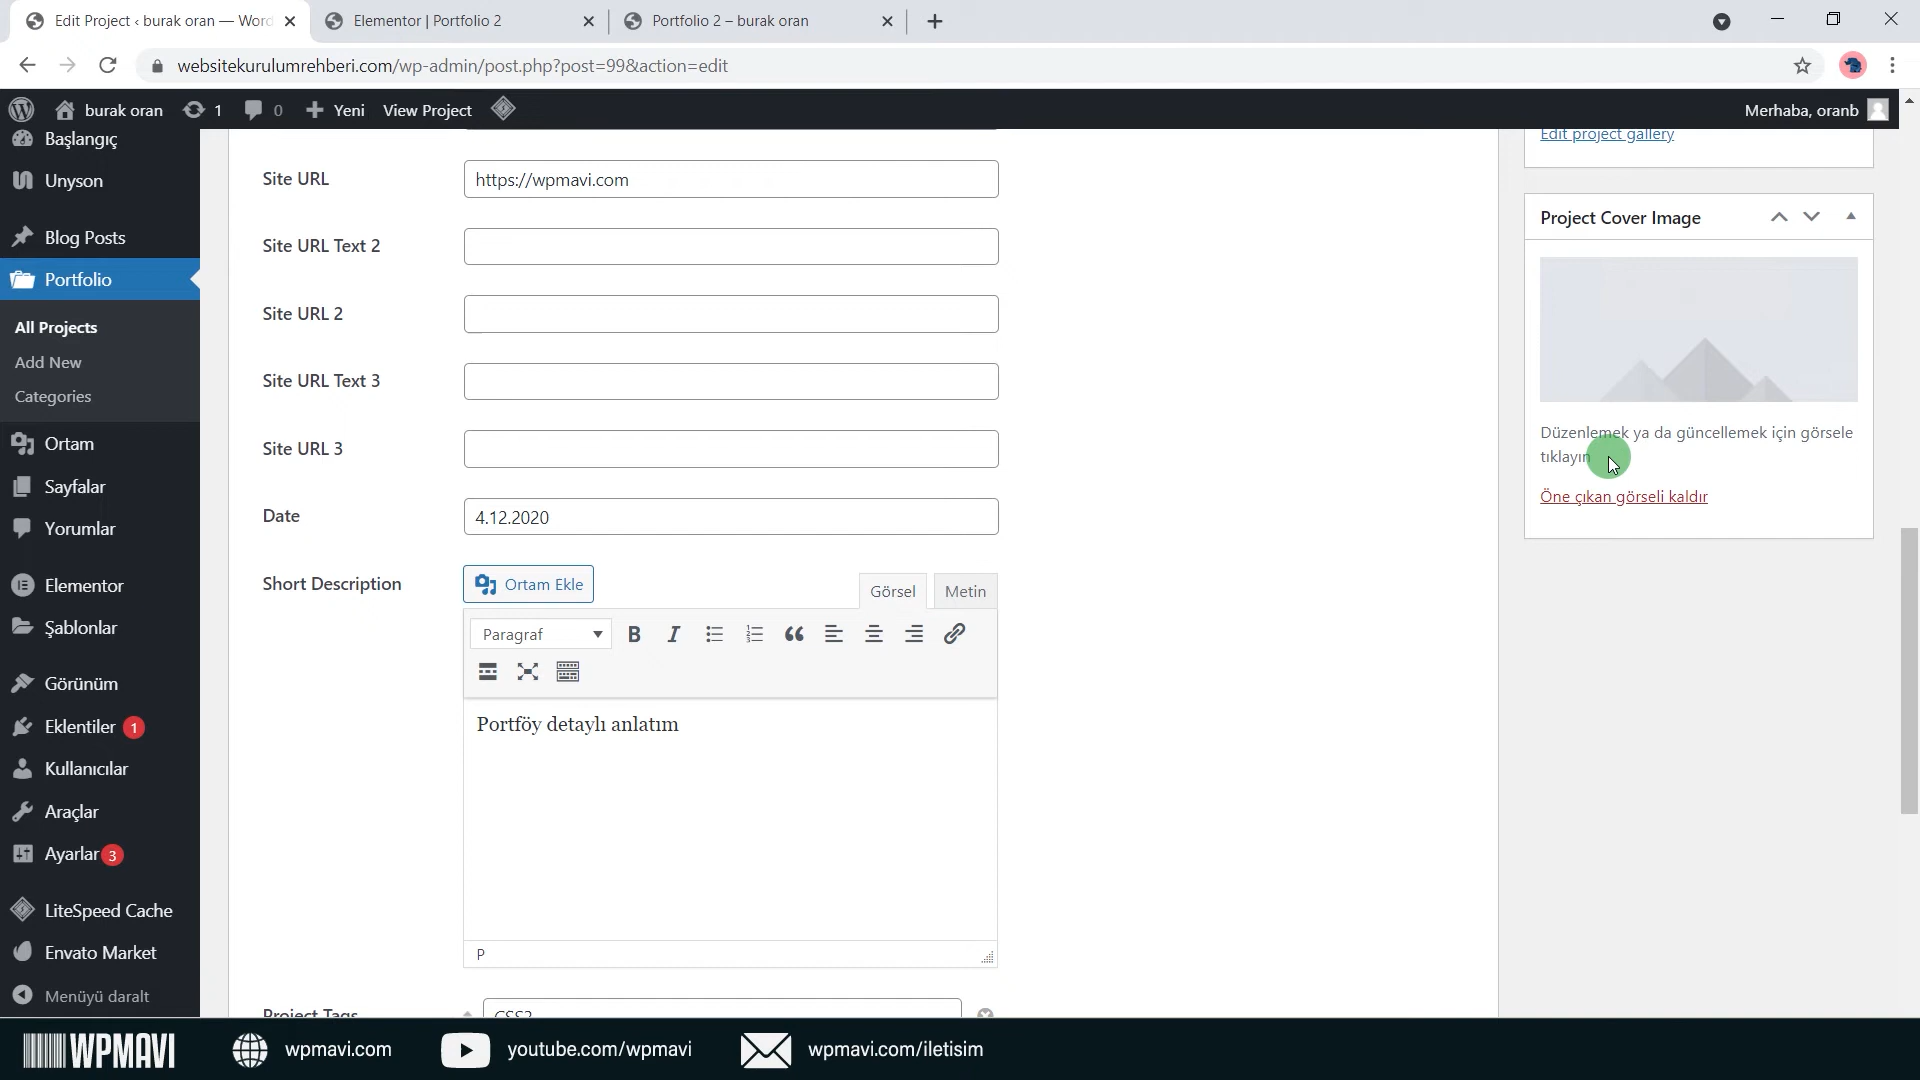 Edit Project ‹ burak oran — Word
Elementor | Portfolio 2
Portfolio 2 – burak oran
websitekurulumrehberi.com/wp-admin/post.php?post=99&action=edit
burak oran
1
0
Yeni
View Project
Merhaba, oranb
Başlangıç
Unyson
Blog Posts
Portfolio
All Projects
Add New
Categories
Ortam
Sayfalar
Yorumlar
Elementor
Şablonlar
Görünüm
Eklentiler 1
Kullanıcılar
Araçlar
Ayarlar 3
LiteSpeed Cache
Envato Market
Menüyü daralt
Site URL
https://wpmavi.com
Site URL Text 2
Site URL 2
Site URL Text 3
Site URL 3
Date
4.12.2020
Short Description
Ortam Ekle
Görsel
Metin
Paragraf
Portföy detaylı anlatım
P
Project Tags
CSS3
Edit project gallery
Project Cover Image
Düzenlemek ya da güncellemek için görsele
tıklayın
Öne çıkan görseli kaldır
WPMAVI
wpmavi.com
youtube.com/wpmavi
wpmavi.com/iletisim